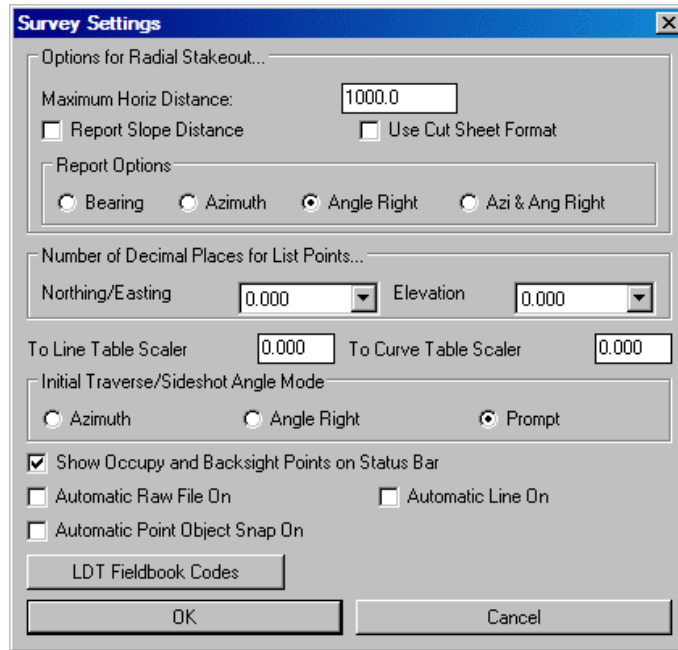 Survey Settings
Options for Radial Stakeout...
Maximum Horiz Distance: 1000.0
Report Slope Distance Use Cut Sheet Format
Report Options
Bearing Azimuth Angle Right Azi & Ang Right
Number of Decimal Places for List Points...
Northing/Easting 0.000 Elevation 0.000
To Line Table Scaler 0.000 To Curve Table Scaler 0.000
Initial Traverse/Sideshot Angle Mode
Azimuth Angle Right Prompt
Show Occupy and Backsight Points on Status Bar
Automatic Raw File On Automatic Line On
Automatic Point Object Snap On
LDT Fieldbook Codes
OK Cancel